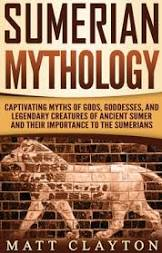 SUMERIAN
MYTHOLOGY
CAPTIVATING MYTHS OF GODS, GODDESSES, AND
LEGENDARY CREATURES OF ANCIENT SUMER
AND THEIR IMPORTANCE TO THE SUMERIANS
MATT CLAYTON